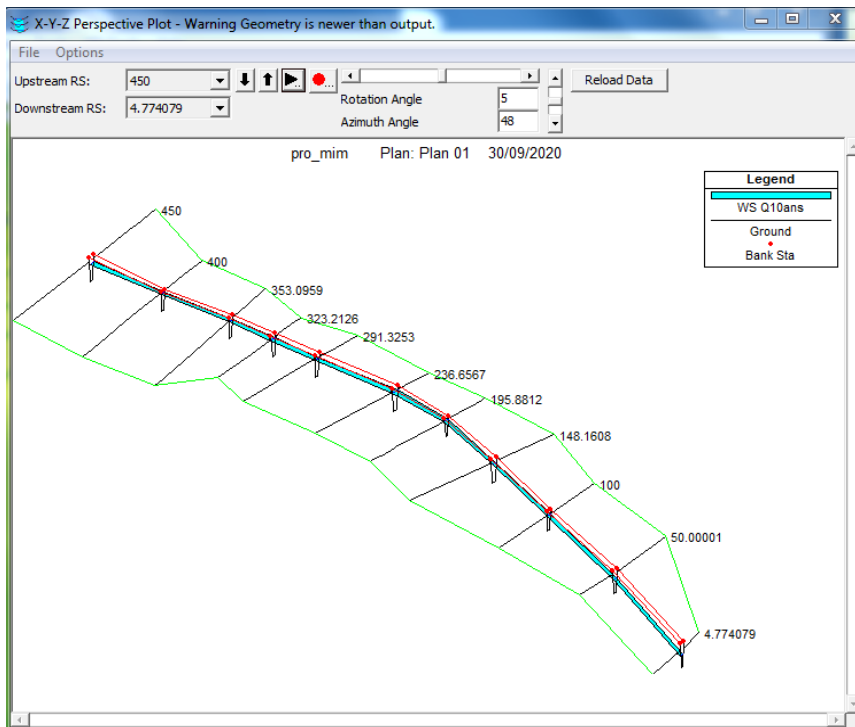 X-Y-Z Perspective Plot - Warning Geometry is newer than output.
File Options
Upstream RS: 450
Downstream RS: 4.774079
Rotation Angle 5
Azimuth Angle 48
Reload Data
pro_mim Plan: Plan 01 30/09/2020
Legend
WS Q10ans
Ground
Bank Sta
450
400
353.0959
323.2126
291.3253
236.6567
195.8812
148.1608
100
50.00001
4.774079